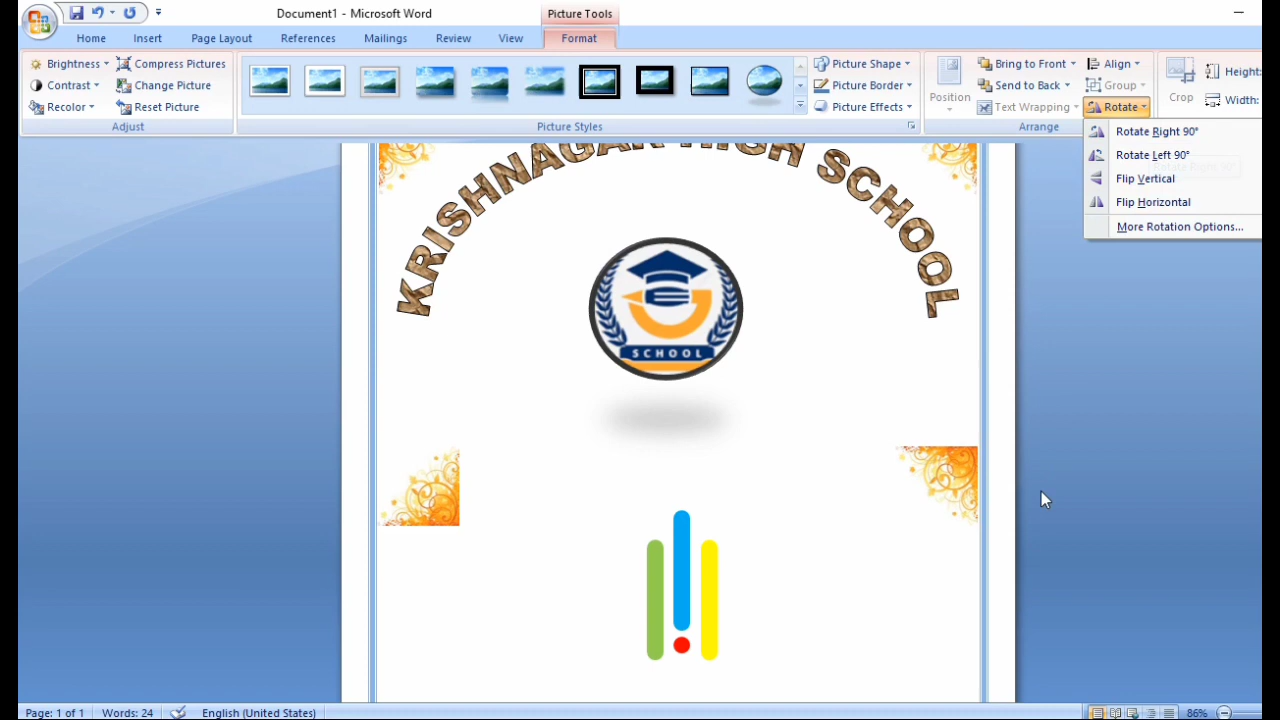 Document1 - Microsoft Word
Picture Tools
Home Insert Page Layout References Mailings Review View Format
Brightness Compress Pictures
Contrast Change Picture
Recolor Reset Picture
Adjust
Picture Styles
Picture Shape
Picture Border
Picture Effects
Position
Bring to Front
Send to Back
Text Wrapping
Align
Group
Rotate
Arrange
Crop
Height:
Width:
Rotate Right 90°
Rotate Left 90°
Flip Vertical
Flip Horizontal
More Rotation Options...
KRISHNAGAR HIGH SCHOOL
SCHOOL
Page: 1 of 1 Words: 24 English (United States) 86%